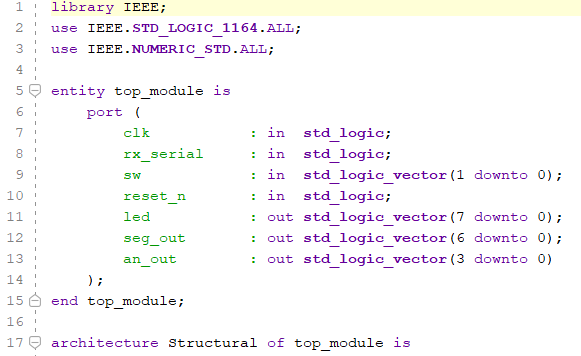 1 library IEEE;
2 use IEEE.STD_LOGIC_1164.ALL;
3 use IEEE.NUMERIC_STD.ALL;
4
5 entity top_module is
6     port (
7         clk           : in  std_logic;
8         rx_serial     : in  std_logic;
9         sw            : in  std_logic_vector(1 downto 0);
10         reset_n       : in  std_logic;
11         led           : out std_logic_vector(7 downto 0);
12         seg_out       : out std_logic_vector(6 downto 0);
13         an_out        : out std_logic_vector(3 downto 0)
14     );
15 end top_module;
16
17 architecture Structural of top_module is